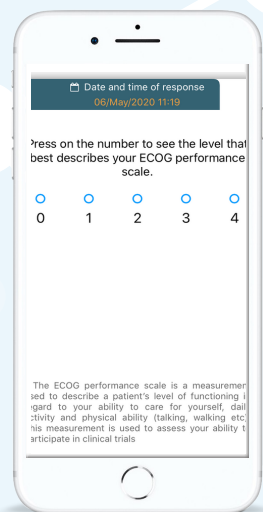 Date and time of response
06/May/2020 11:19
Press on the number to see the level that
best describes your ECOG performance
scale.
0 1 2 3 4
The ECOG performance scale is a measuremen
sed to describe a patient's level of functioning i
egard to your ability to care for yourself, dail
ctivity and physical ability (talking, walking etc)
his measurement is used to assess your ability t
articipate in clinical trials